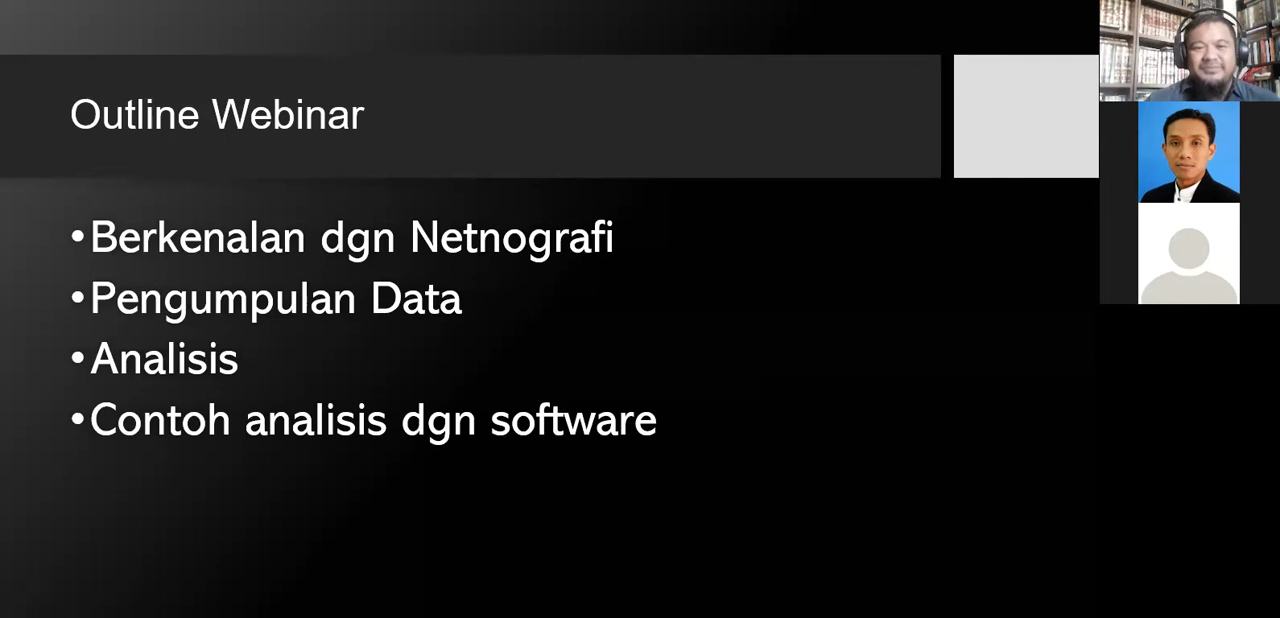 Outline Webinar
•Berkenalan dgn Netnografi
•Pengumpulan Data
•Analisis
•Contoh analisis dgn software